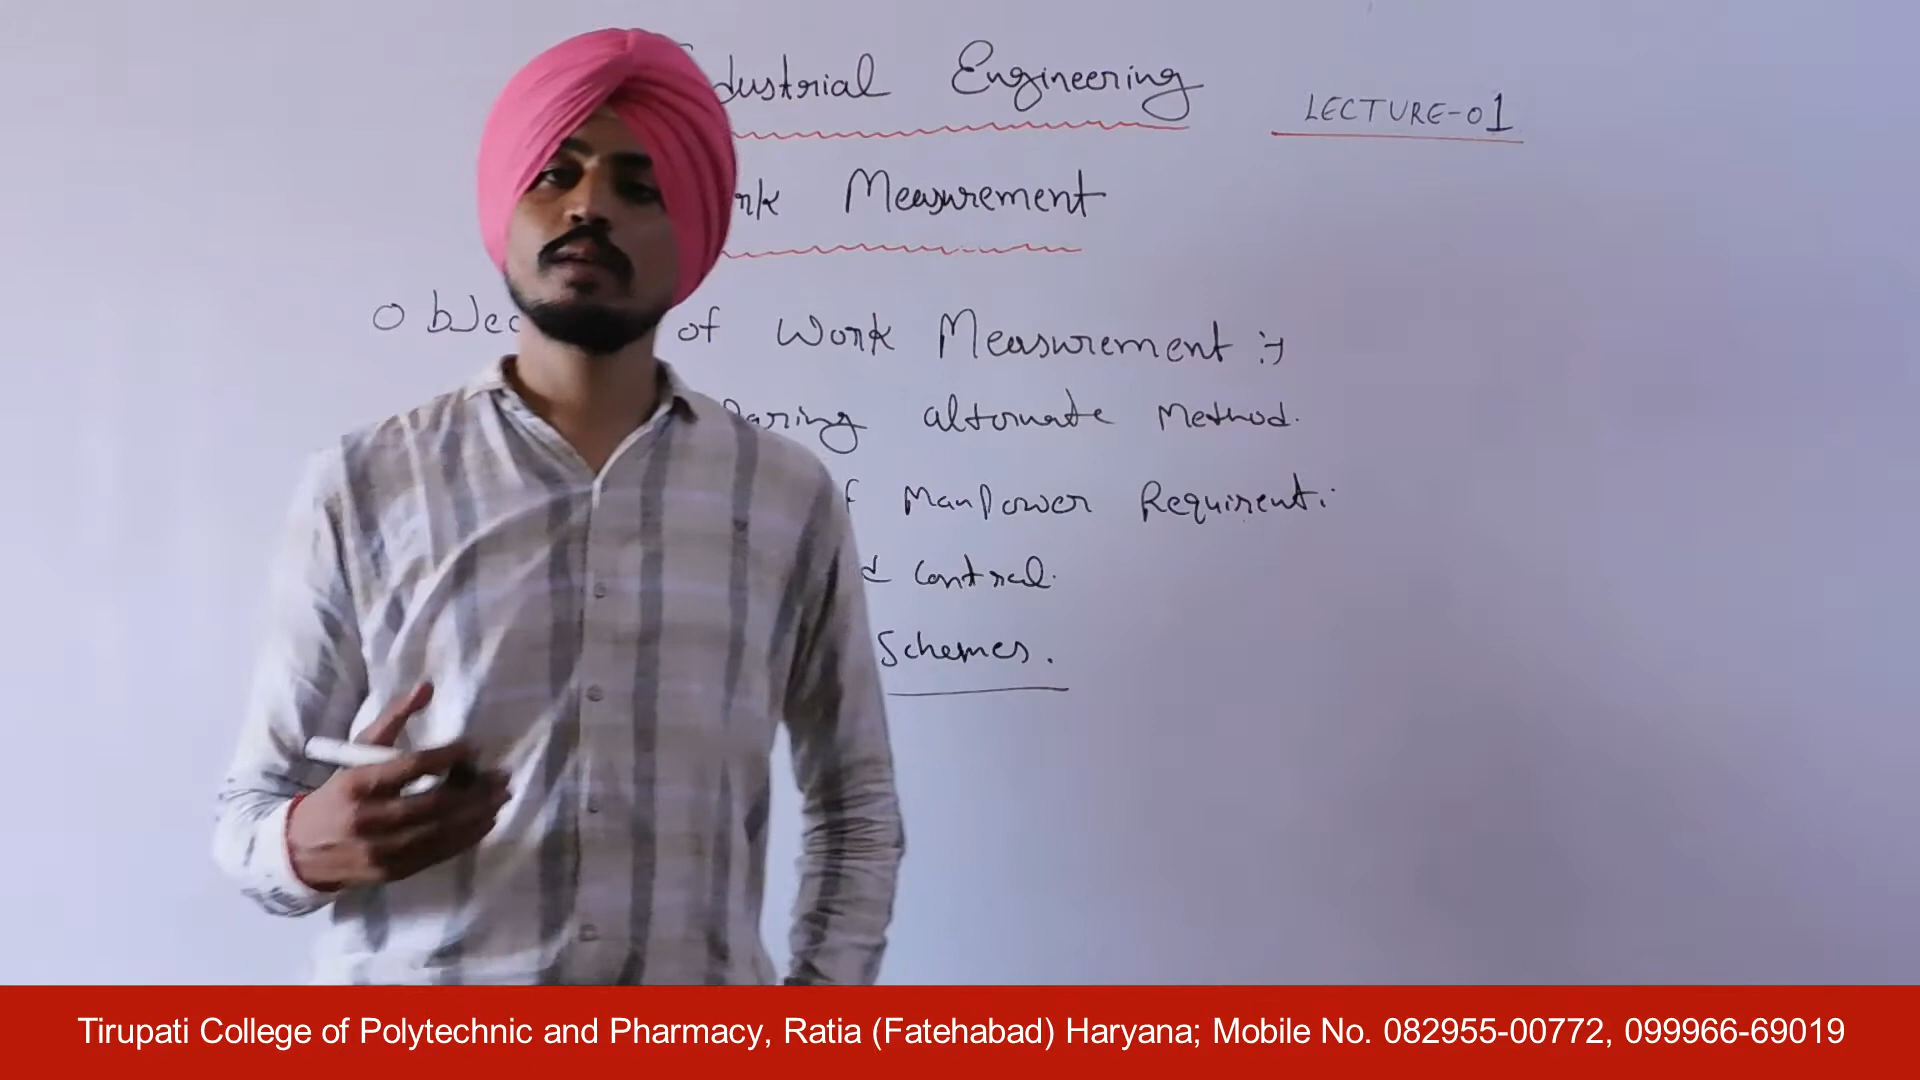 dustrial Engineering
LECTURE-01
rk Measurement
Objec of Work Measurement :-
paring alternate Method.
f ManPower Requirent.
d Control.
Schemes.
Tirupati College of Polytechnic and Pharmacy, Ratia (Fatehabad) Haryana; Mobile No. 082955-00772, 099966-69019